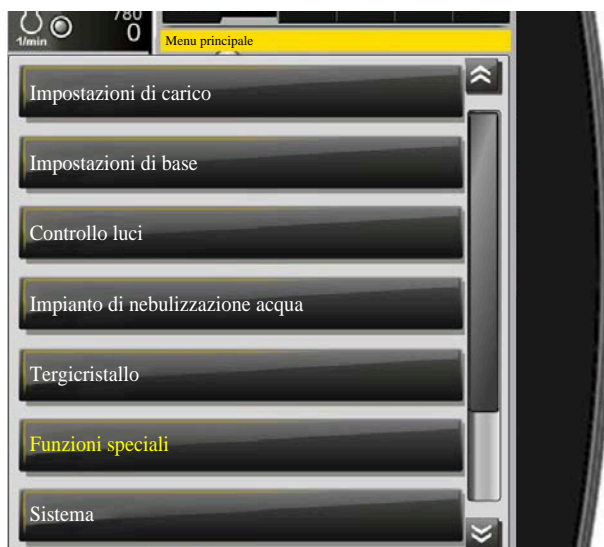 780
1/min
0
Menu principale
Impostazioni di carico
Impostazioni di base
Controllo luci
Impianto di nebulizzazione acqua
Tergicristallo
Funzioni speciali
Sistema